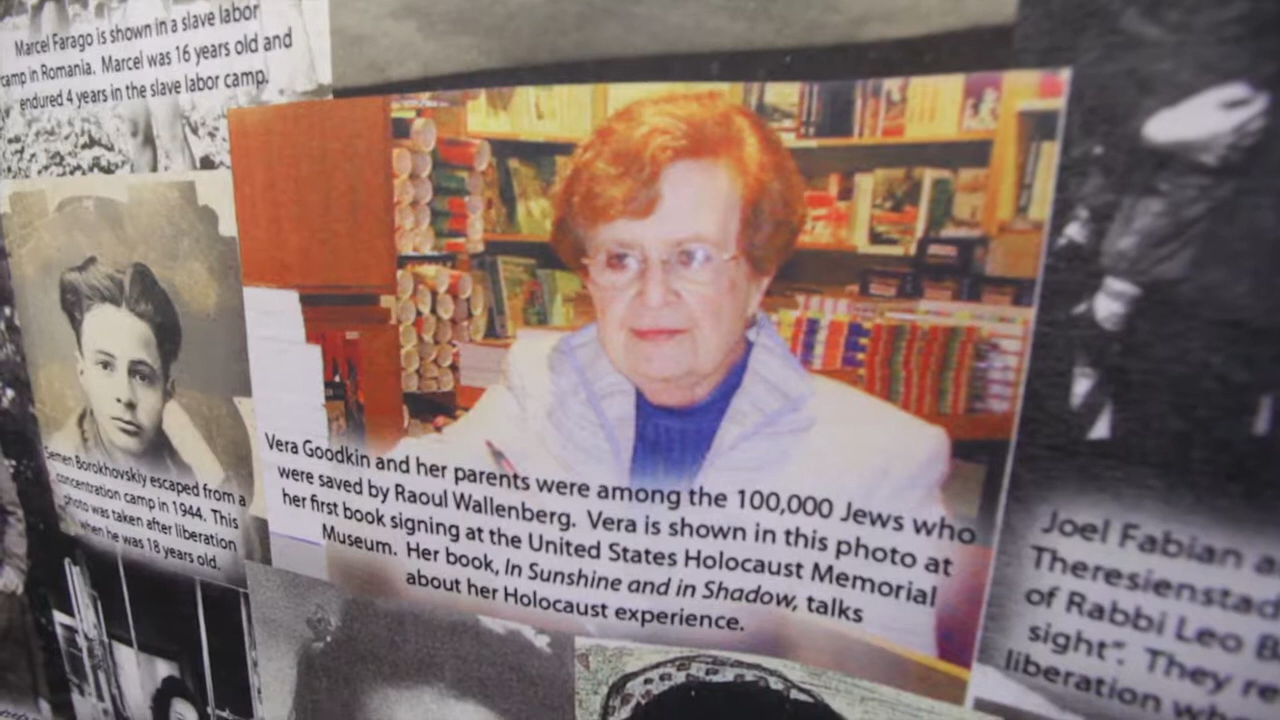 Marcel Farago is shown in a slave labor
camp in Romania. Marcel was 16 years old and
endured 4 years in the slave labor camp.
Semen Borokhovskiy escaped from a
concentration camp in 1944. This
photo was taken after liberation
when he was 18 years old.
Vera Goodkin and her parents were among the 100,000 Jews who
were saved by Raoul Wallenberg. Vera is shown in this photo at
her first book signing at the United States Holocaust Memorial
Museum. Her book, In Sunshine and in Shadow, talks
about her Holocaust experience.
Joel Fabian
Theresienstad
of Rabbi Leo
sight". They
liberation